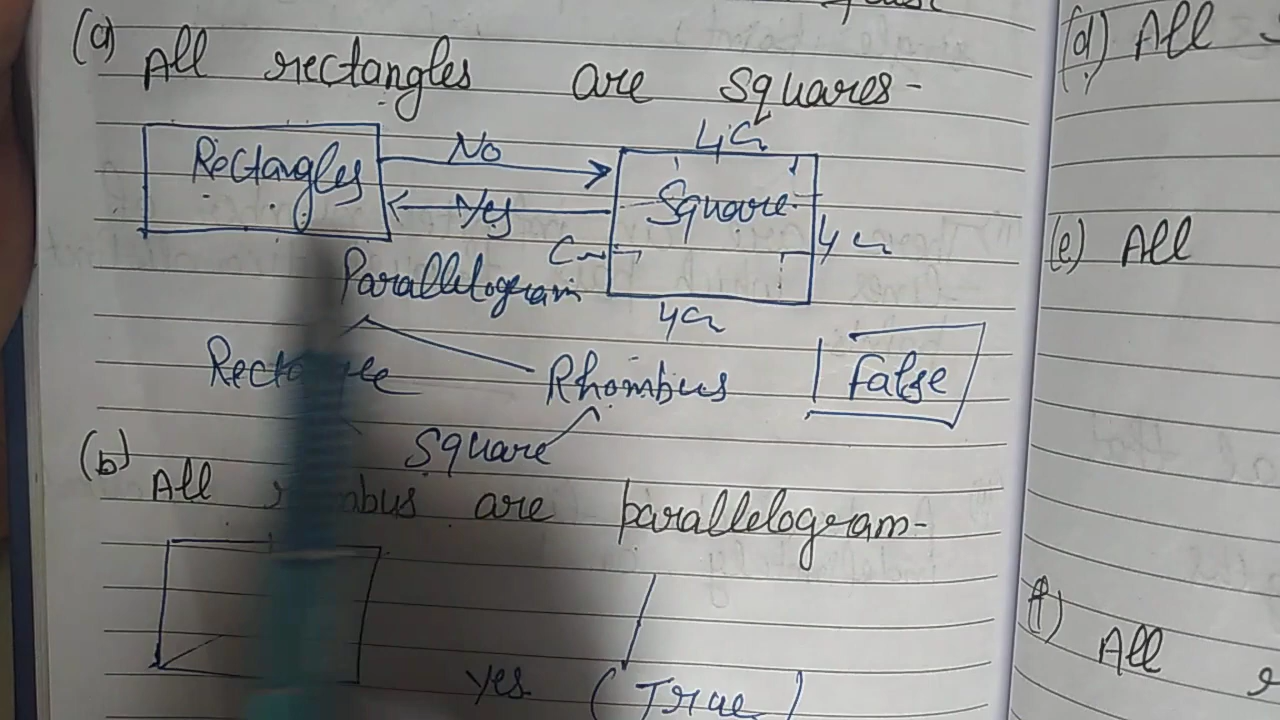 (a) All rectangles are squares-
4cm
Rectangles No Square
Yes
4cm
Parallelogram
4cm
Rectangle Rhombus False
Square
(b) All rhombus are parallelogram-
yes (True)
(d) All
(e) All
(f) All